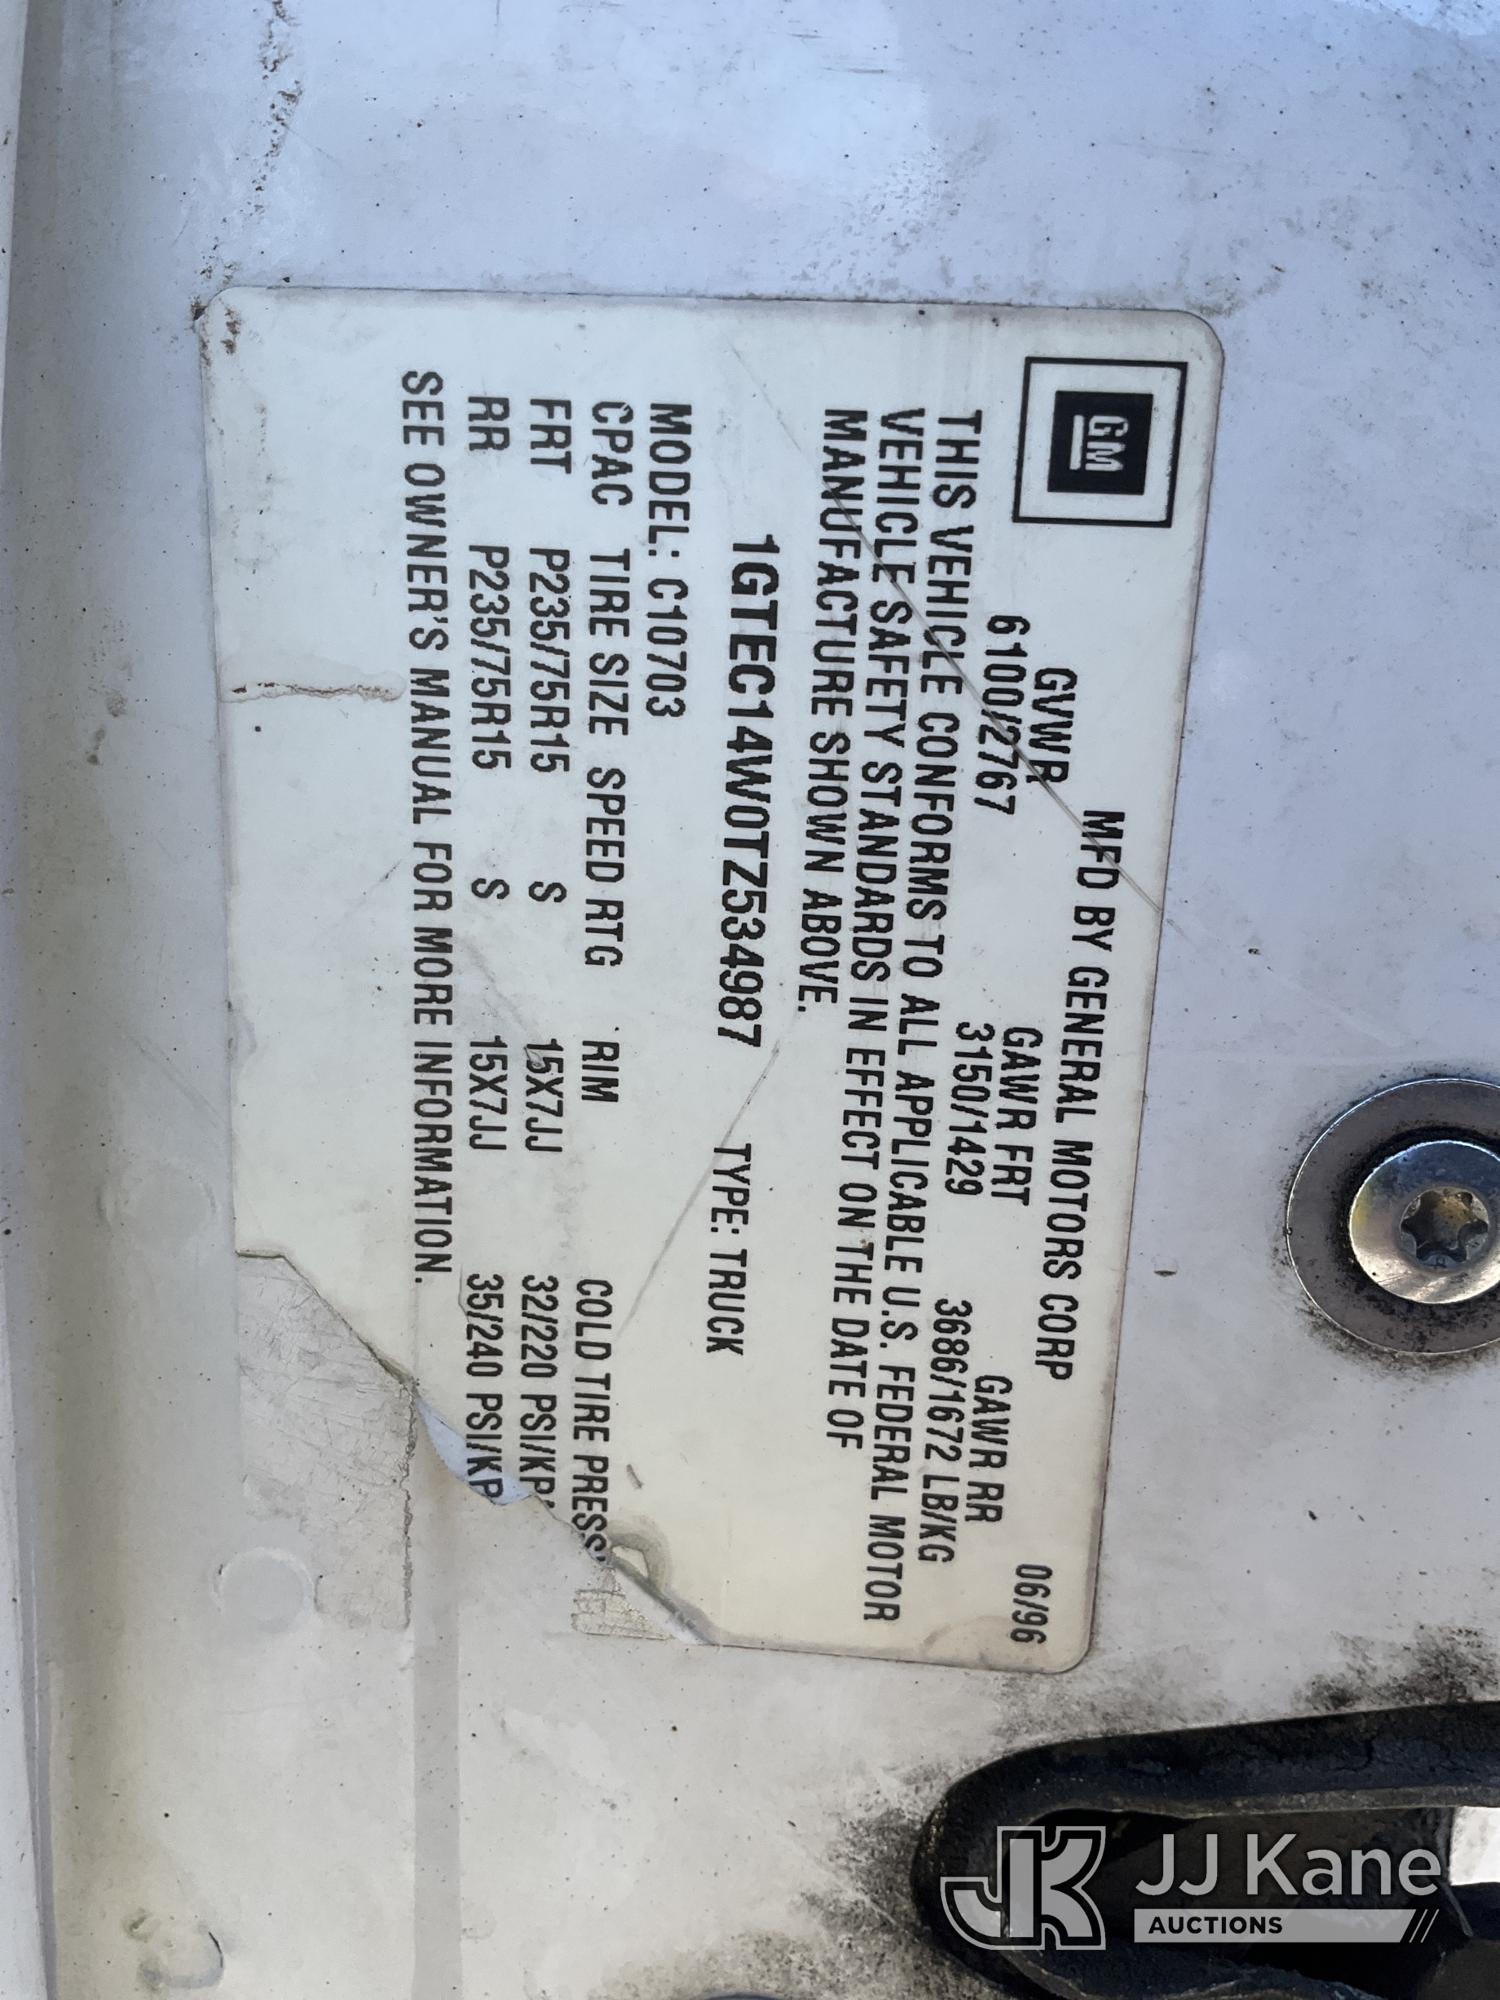 GM
MFD BY GENERAL MOTORS CORP 06/96
GVWR GAWR FRT GAWR RR
6100/2767 3150/1429 3686/1672 LB/KG
THIS VEHICLE CONFORMS TO ALL APPLICABLE U.S. FEDERAL MOTOR
VEHICLE SAFETY STANDARDS IN EFFECT ON THE DATE OF
MANUFACTURE SHOWN ABOVE.
1GTEC14W0TZ534987 TYPE: TRUCK
MODEL: C10703
CPAC TIRE SIZE SPEED RTG RIM COLD TIRE PRESS
FRT P235/75R15 S 15X7JJ 32/220 PSI/KP
RR P235/75R15 S 15X7JJ 35/240 PSI/KP
SEE OWNER'S MANUAL FOR MORE INFORMATION.
JK JJ Kane
AUCTIONS